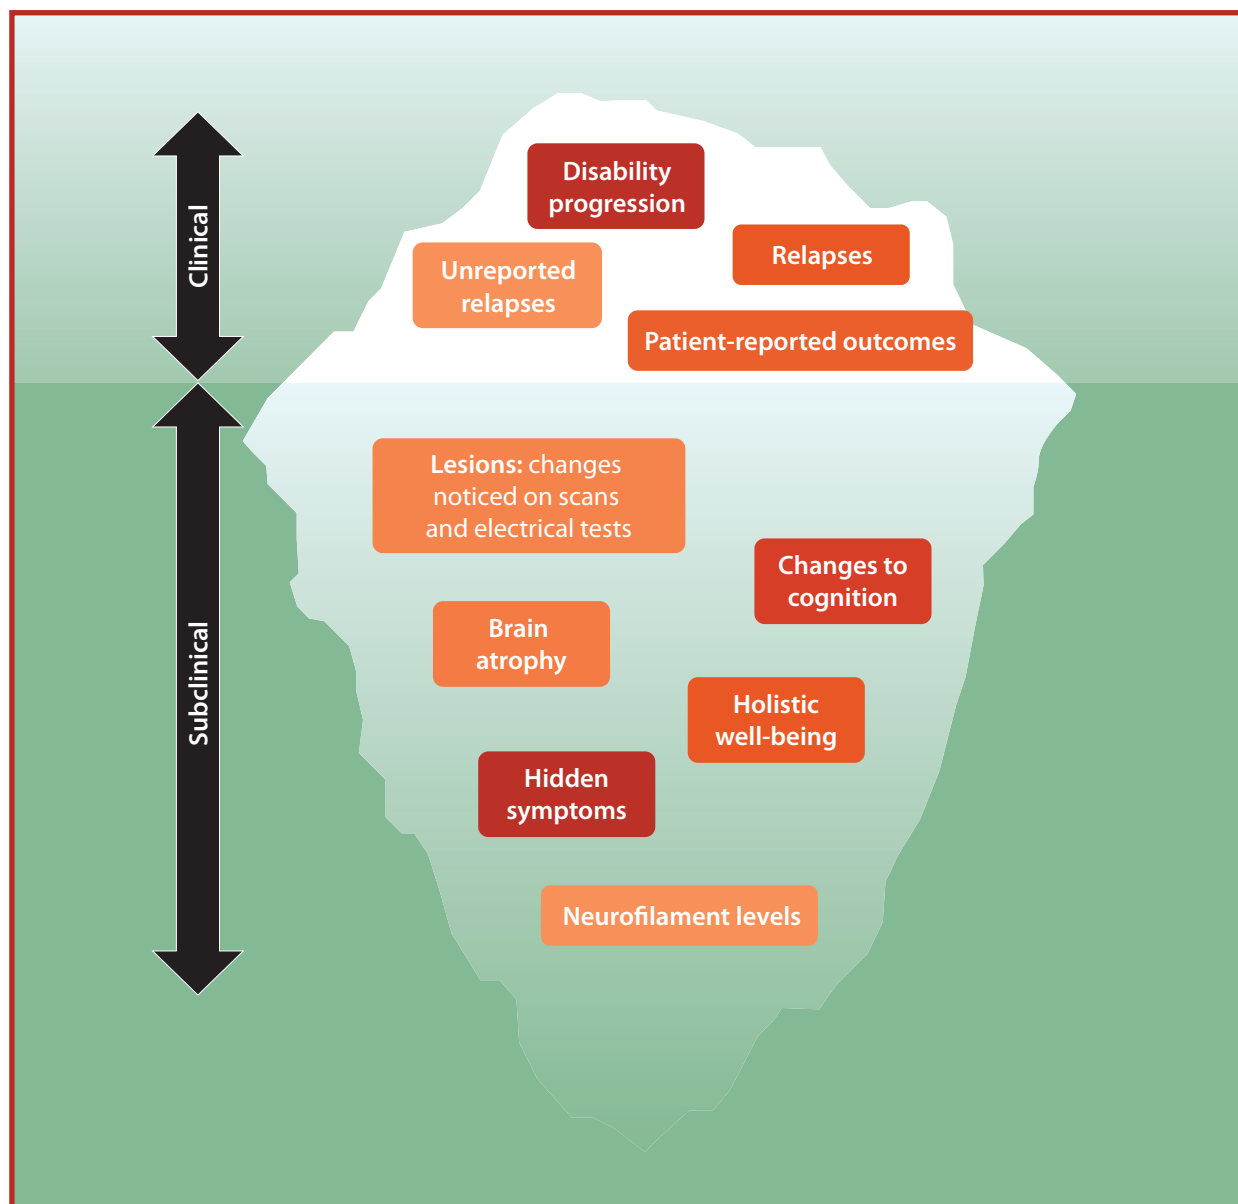 Clinical
Disability
progression
Relapses
Unreported
relapses
Patient-reported outcomes
Subclinical
Lesions: changes
noticed on scans
and electrical tests
Changes to
cognition
Brain
atrophy
Holistic
well-being
Hidden
symptoms
Neurofilament levels